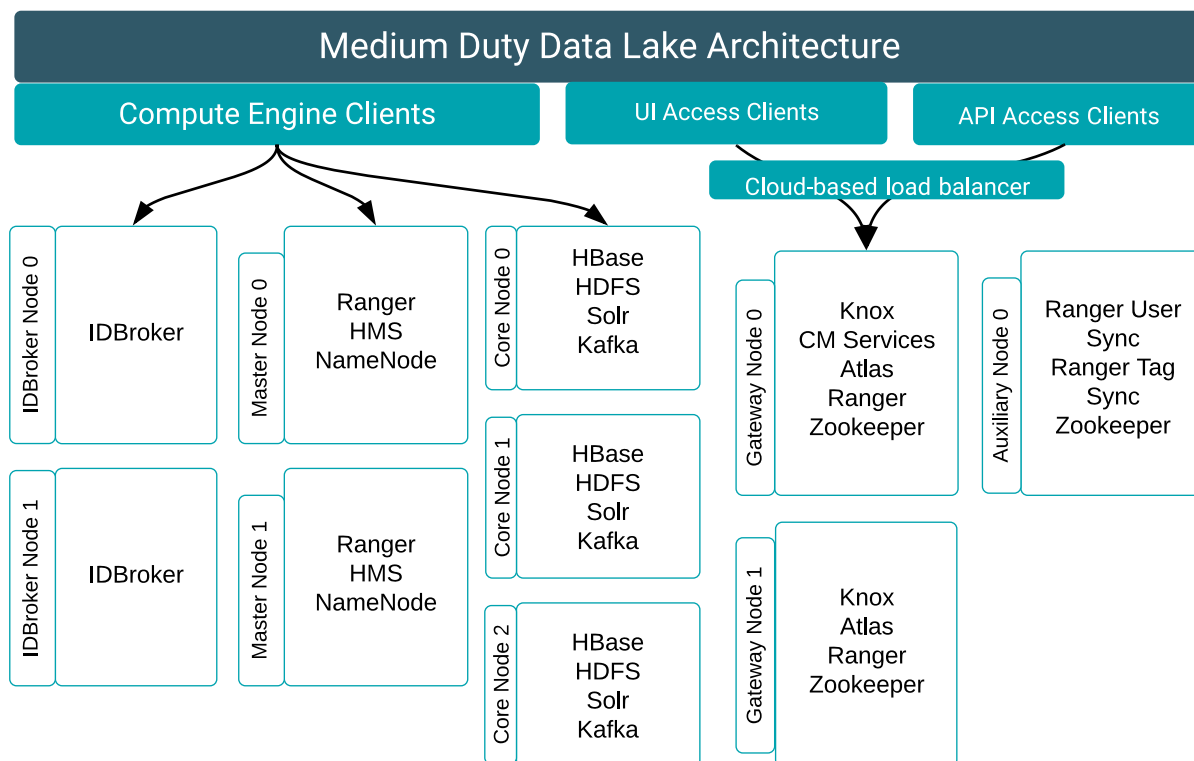 Medium Duty Data Lake Architecture
Compute Engine Clients
UI Access Clients
API Access Clients
Cloud-based load balancer
IDBroker Node 0
IDBroker
Master Node 0
Ranger
HMS
NameNode
Core Node 0
HBase
HDFS
Solr
Kafka
Gateway Node 0
Knox
CM Services
Atlas
Ranger
Zookeeper
Auxiliary Node 0
Ranger User
Sync
Ranger Tag
Sync
Zookeeper
IDBroker Node 1
IDBroker
Master Node 1
Ranger
HMS
NameNode
Core Node 1
HBase
HDFS
Solr
Kafka
Gateway Node 1
Knox
Atlas
Ranger
Zookeeper
Core Node 2
HBase
HDFS
Solr
Kafka